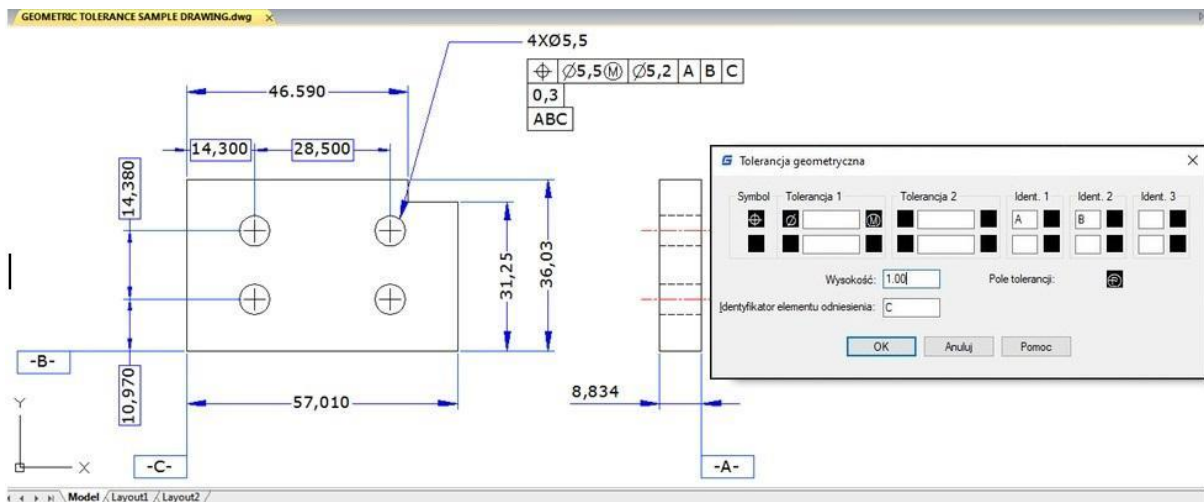 GEOMETRIC TOLERANCE SAMPLE DRAWING.dwg
4XØ5,5
⌖ Ø5,5Ⓜ Ø5,2 A B C
0,3
ABC
46.590
14,300
28,500
14,380
10,970
31,25
36,03
57,010
8,834
-B-
-C-
-A-
Y
X
Tolerancja geometryczna
Symbol Tolerancja 1 Tolerancja 2 Ident. 1 Ident. 2 Ident. 3
⌖ Ø Ⓜ A B
Wysokość: 1.00 Pole tolerancji: Ⓟ
Identyfikator elementu odniesienia: C
OK Anuluj Pomoc
Model Layout1 Layout2